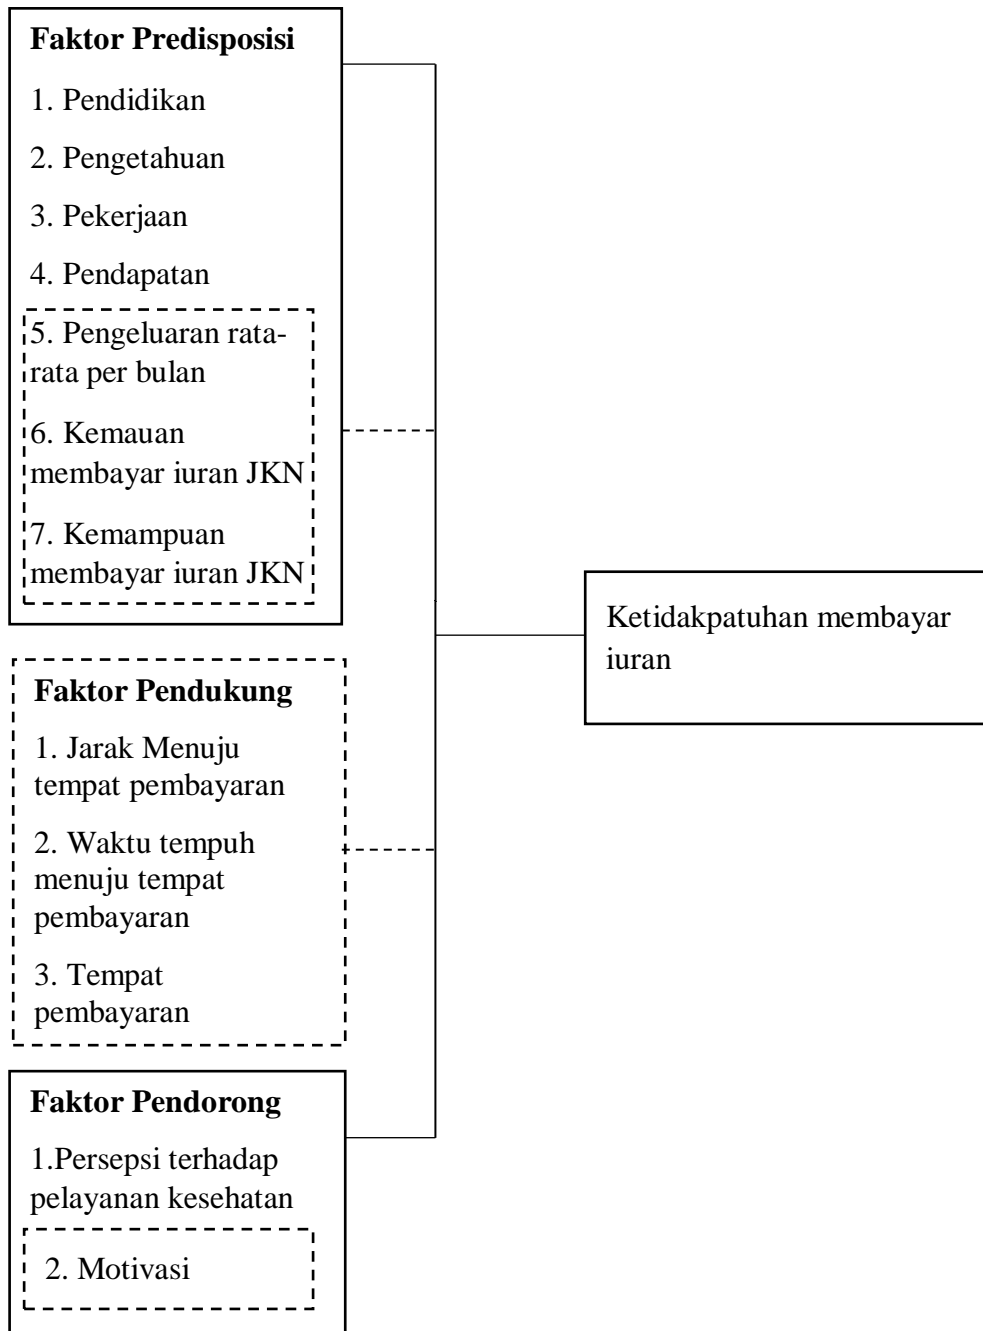 Faktor Predisposisi
1. Pendidikan
2. Pengetahuan
3. Pekerjaan
4. Pendapatan
5. Pengeluaran rata-
rata per bulan
6. Kemauan
membayar iuran JKN
7. Kemampuan
membayar iuran JKN
Ketidakpatuhan membayar
iuran
Faktor Pendukung
1. Jarak Menuju
tempat pembayaran
2. Waktu tempuh
menuju tempat
pembayaran
3. Tempat
pembayaran
Faktor Pendorong
1.Persepsi terhadap
pelayanan kesehatan
2. Motivasi